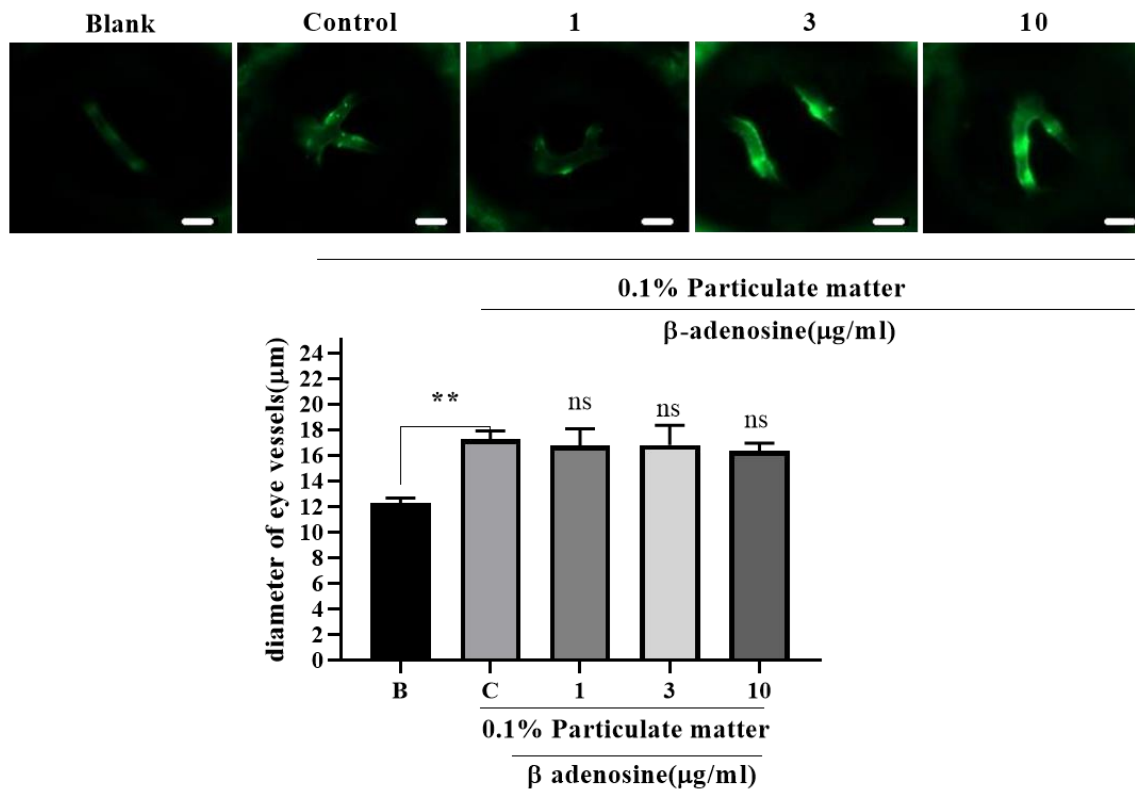 Blank Control 1 3 10
0.1% Particulate matter
β-adenosine(μg/ml)
diameter of eye vessels(μm)
24
22
20
18
16
14
12
10
8
6
4
2
0
**
ns
ns
ns
B C 1 3 10
0.1% Particulate matter
β adenosine(μg/ml)